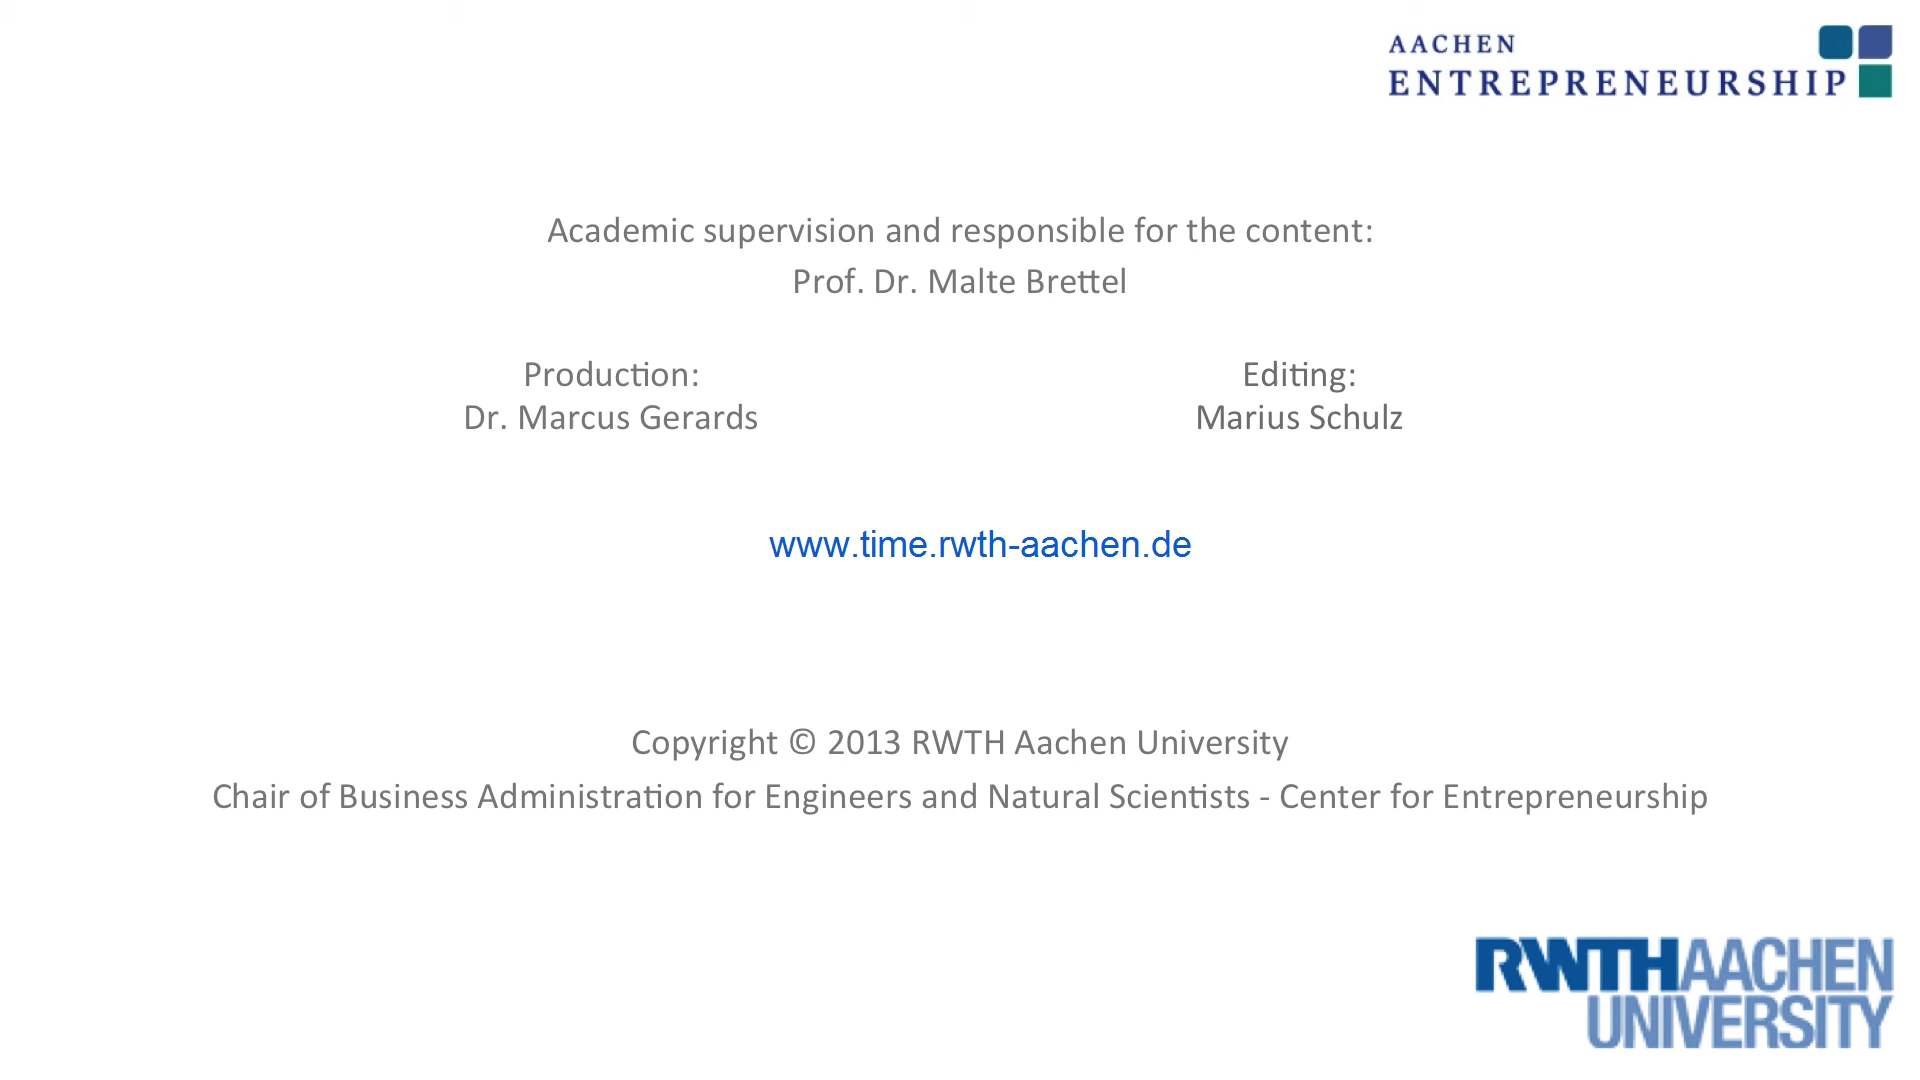 AACHEN
ENTREPRENEURSHIP
Academic supervision and responsible for the content:
Prof. Dr. Malte Brettel
Production:
Dr. Marcus Gerards
Editing:
Marius Schulz
www.time.rwth-aachen.de
Copyright © 2013 RWTH Aachen University
Chair of Business Administration for Engineers and Natural Scientists - Center for Entrepreneurship
RWTHAACHEN
UNIVERSITY